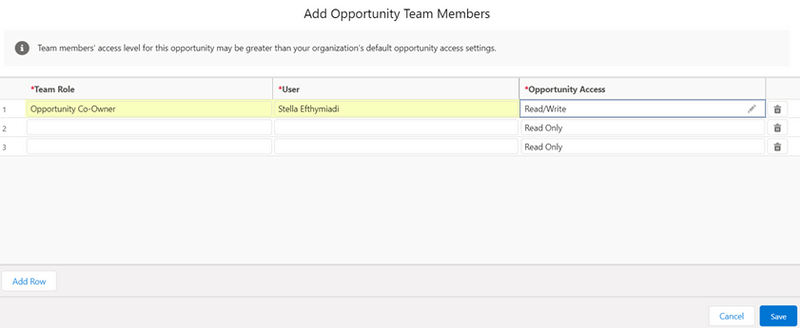 Add Opportunity Team Members
Team members' access level for this opportunity may be greater than your organization's default opportunity access settings.
*Team Role *User *Opportunity Access
1 Opportunity Co-Owner Stella Efthymiadi Read/Write
2 Read Only
3 Read Only
Add Row
Cancel Save